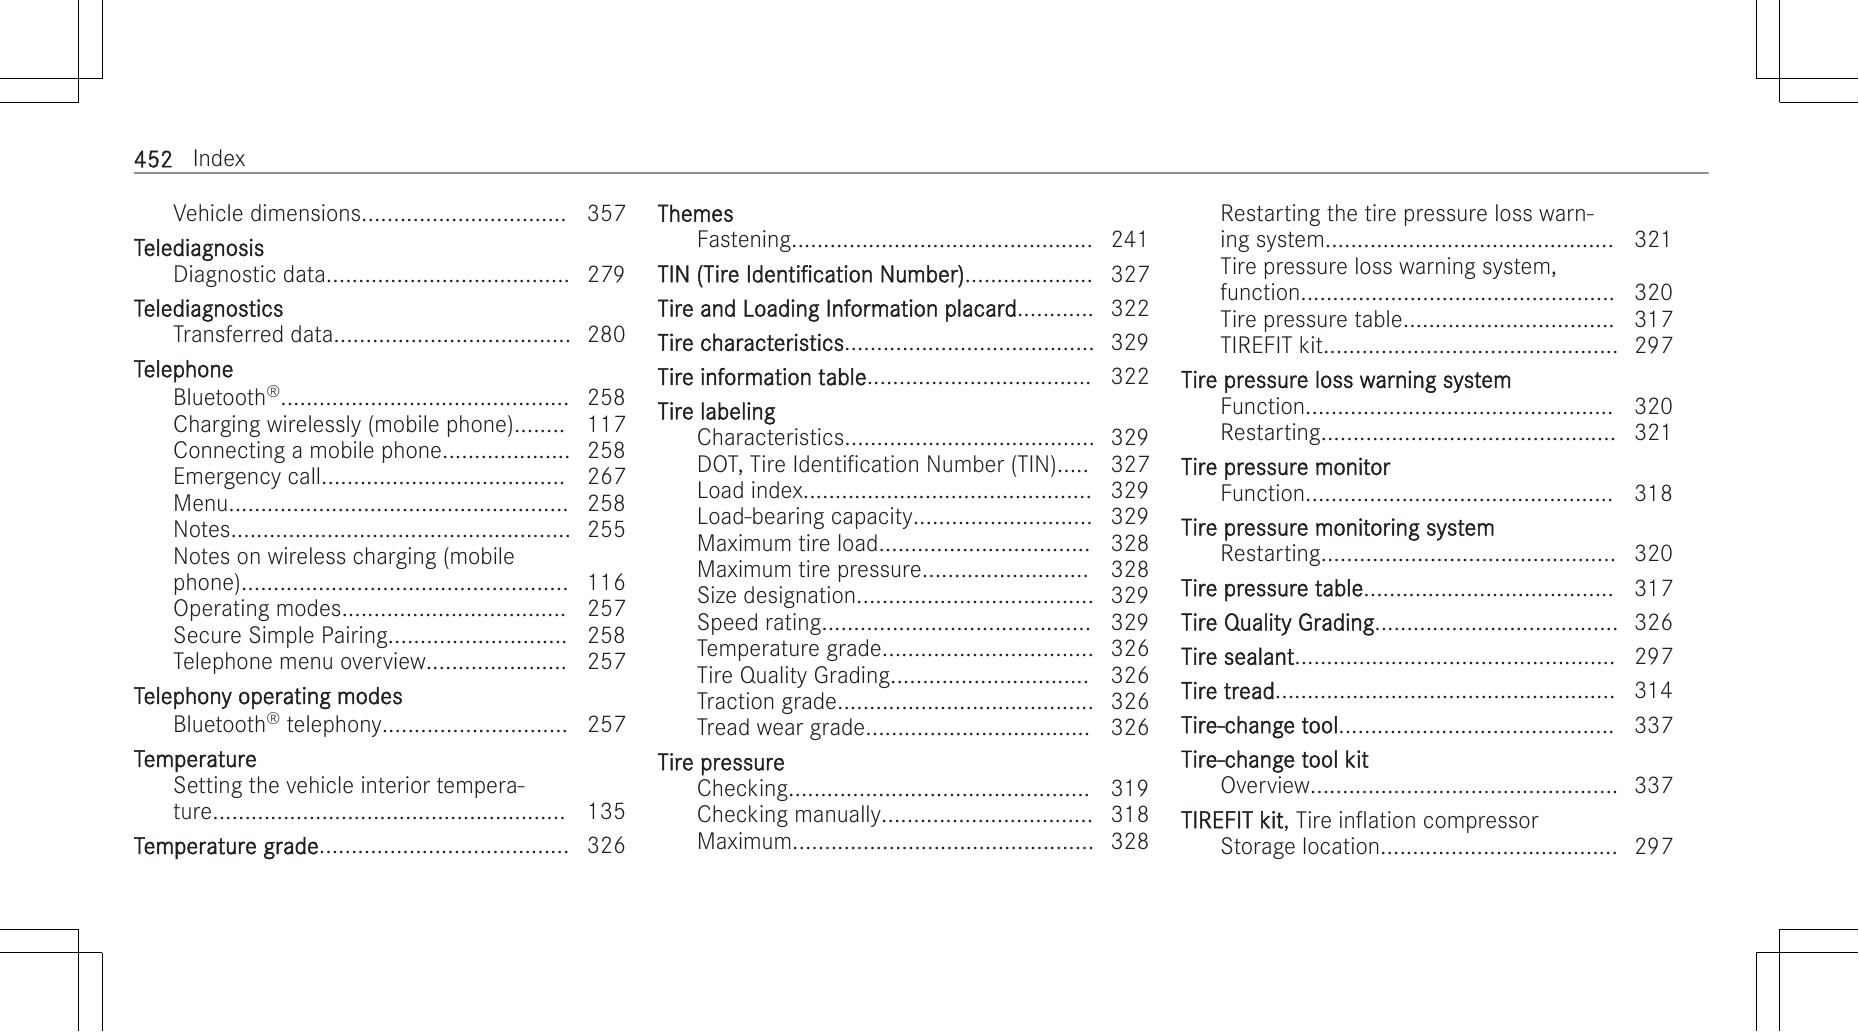 452 Index
Vehicle dimensions................................ 357
Telediagnosis
Diagnostic data...................................... 279
Telediagnostics
Transferred data..................................... 280
Telephone
Bluetooth®............................................. 258
Charging wirelessly (mobile phone)........ 117
Connecting a mobile phone.................... 258
Emergency call...................................... 267
Menu..................................................... 258
Notes..................................................... 255
Notes on wireless charging (mobile
phone)................................................... 116
Operating modes................................... 257
Secure Simple Pairing............................ 258
Telephone menu overview...................... 257
Telephony operating modes
Bluetooth® telephony............................. 257
Temperature
Setting the vehicle interior tempera-
ture....................................................... 135
Temperature grade....................................... 326
Themes
Fastening............................................... 241
TIN (Tire Identification Number).................... 327
Tire and Loading Information placard............ 322
Tire characteristics....................................... 329
Tire information table................................... 322
Tire labeling
Characteristics....................................... 329
DOT, Tire Identification Number (TIN)..... 327
Load index............................................. 329
Load-bearing capacity............................ 329
Maximum tire load................................. 328
Maximum tire pressure.......................... 328
Size designation..................................... 329
Speed rating.......................................... 329
Temperature grade................................. 326
Tire Quality Grading............................... 326
Traction grade........................................ 326
Tread wear grade................................... 326
Tire pressure
Checking............................................... 319
Checking manually................................. 318
Maximum............................................... 328
Restarting the tire pressure loss warn-
ing system............................................. 321
Tire pressure loss warning system,
function................................................. 320
Tire pressure table................................. 317
TIREFIT kit.............................................. 297
Tire pressure loss warning system
Function................................................ 320
Restarting.............................................. 321
Tire pressure monitor
Function................................................ 318
Tire pressure monitoring system
Restarting.............................................. 320
Tire pressure table....................................... 317
Tire Quality Grading...................................... 326
Tire sealant.................................................. 297
Tire tread..................................................... 314
Tire-change tool........................................... 337
Tire-change tool kit
Overview................................................ 337
TIREFIT kit, Tire inflation compressor
Storage location..................................... 297